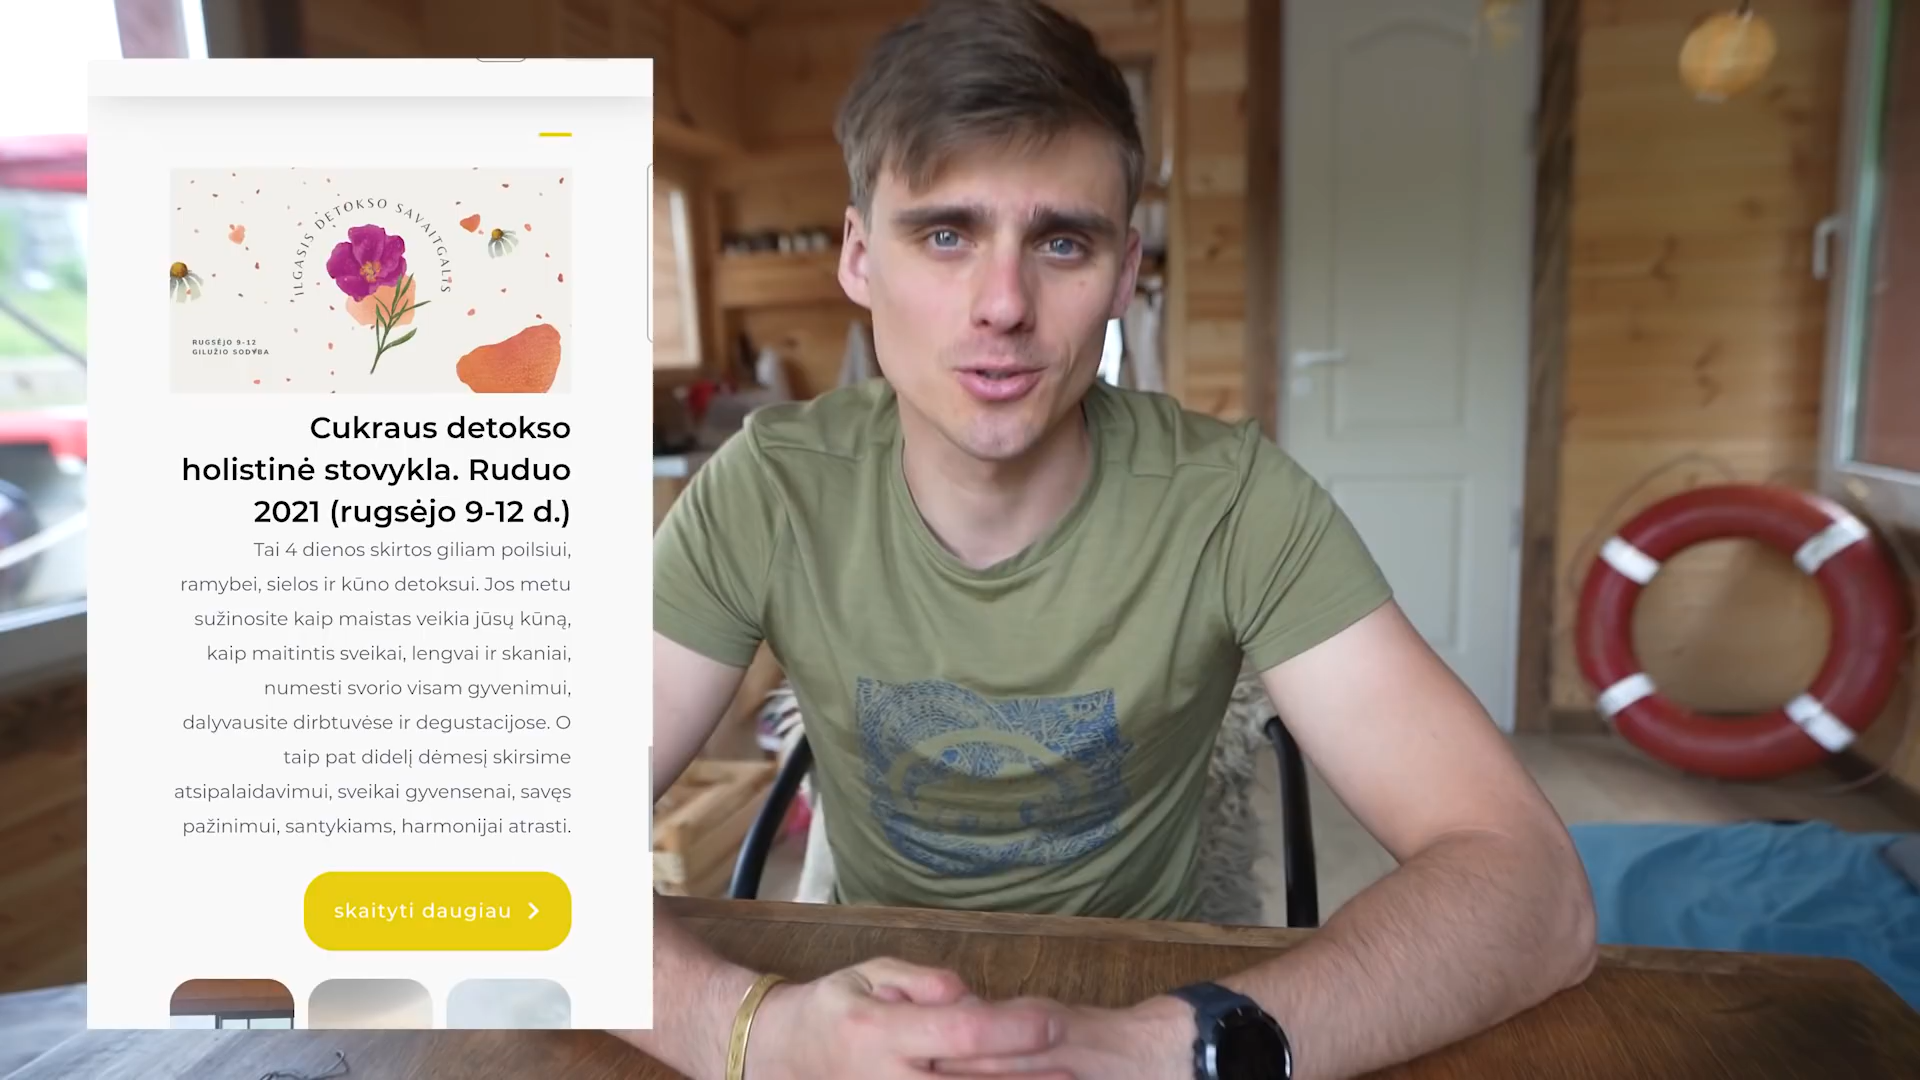 ILGASIS DETOKSO SAVAITGALIS
RUGSĖJO 9-12
GILUŽIO SODYBA
Cukraus detokso
holistinė stovykla. Ruduo
2021 (rugsėjo 9-12 d.)
Tai 4 dienos skirtos giliam poilsiui,
ramybei, sielos ir kūno detoksui. Jos metu
sužinosite kaip maistas veikia jūsų kūną,
kaip maitintis sveikai, lengvai ir skaniai,
numesti svorio visam gyvenimui,
dalyvausite dirbtuvėse ir degustacijose. O
taip pat didelį dėmesį skirsime
atsipalaidavimui, sveikai gyvensenai, savęs
pažinimui, santykiams, harmonijai atrasti.
skaityti daugiau